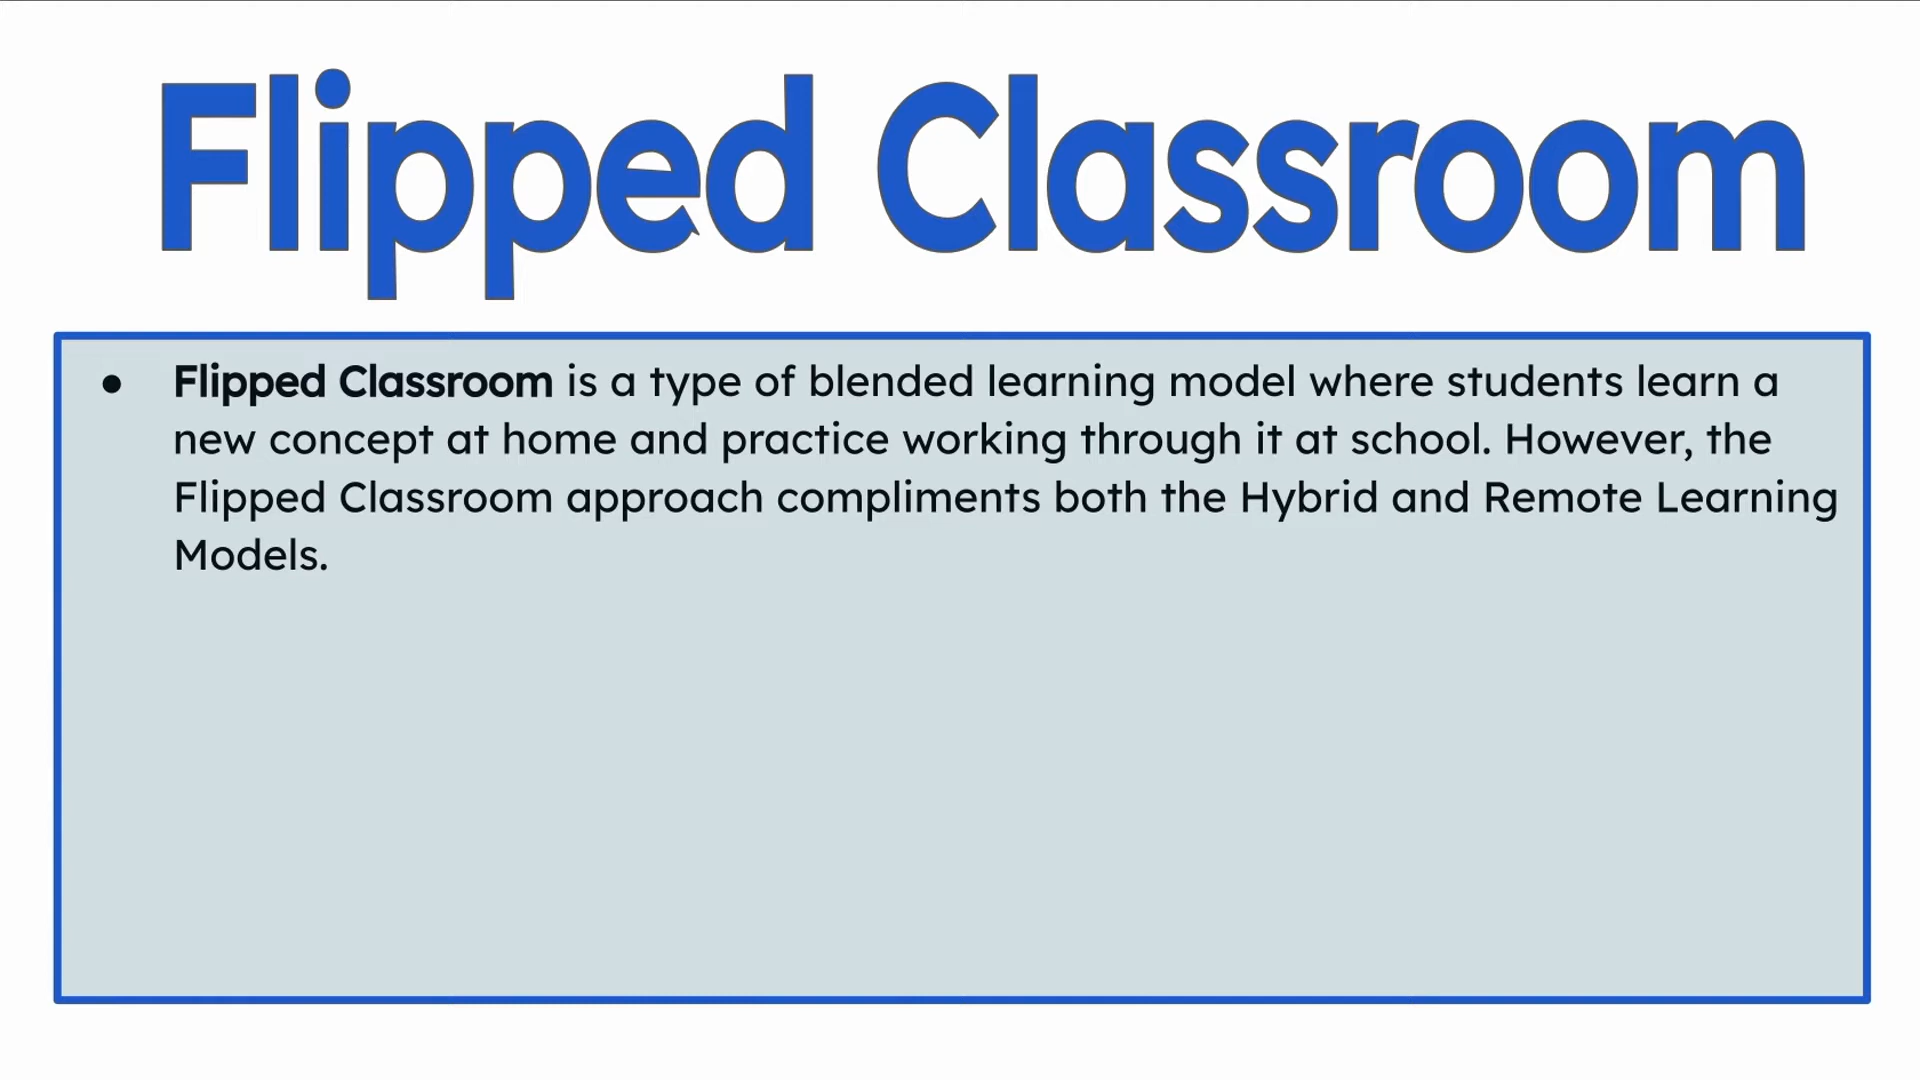 Flipped Classroom
● Flipped Classroom is a type of blended learning model where students learn a
new concept at home and practice working through it at school. However, the
Flipped Classroom approach compliments both the Hybrid and Remote Learning
Models.